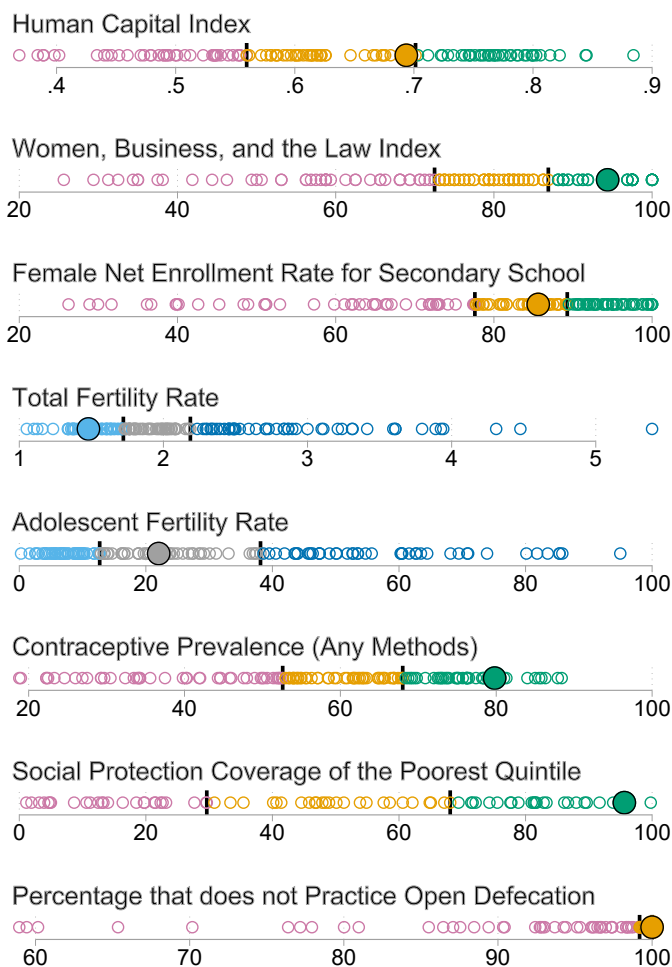 Human Capital Index
.4 .5 .6 .7 .8 .9
Women, Business, and the Law Index
20 40 60 80 100
Female Net Enrollment Rate for Secondary School
20 40 60 80 100
Total Fertility Rate
1 2 3 4 5
Adolescent Fertility Rate
0 20 40 60 80 100
Contraceptive Prevalence (Any Methods)
20 40 60 80 100
Social Protection Coverage of the Poorest Quintile
0 20 40 60 80 100
Percentage that does not Practice Open Defecation
60 70 80 90 100